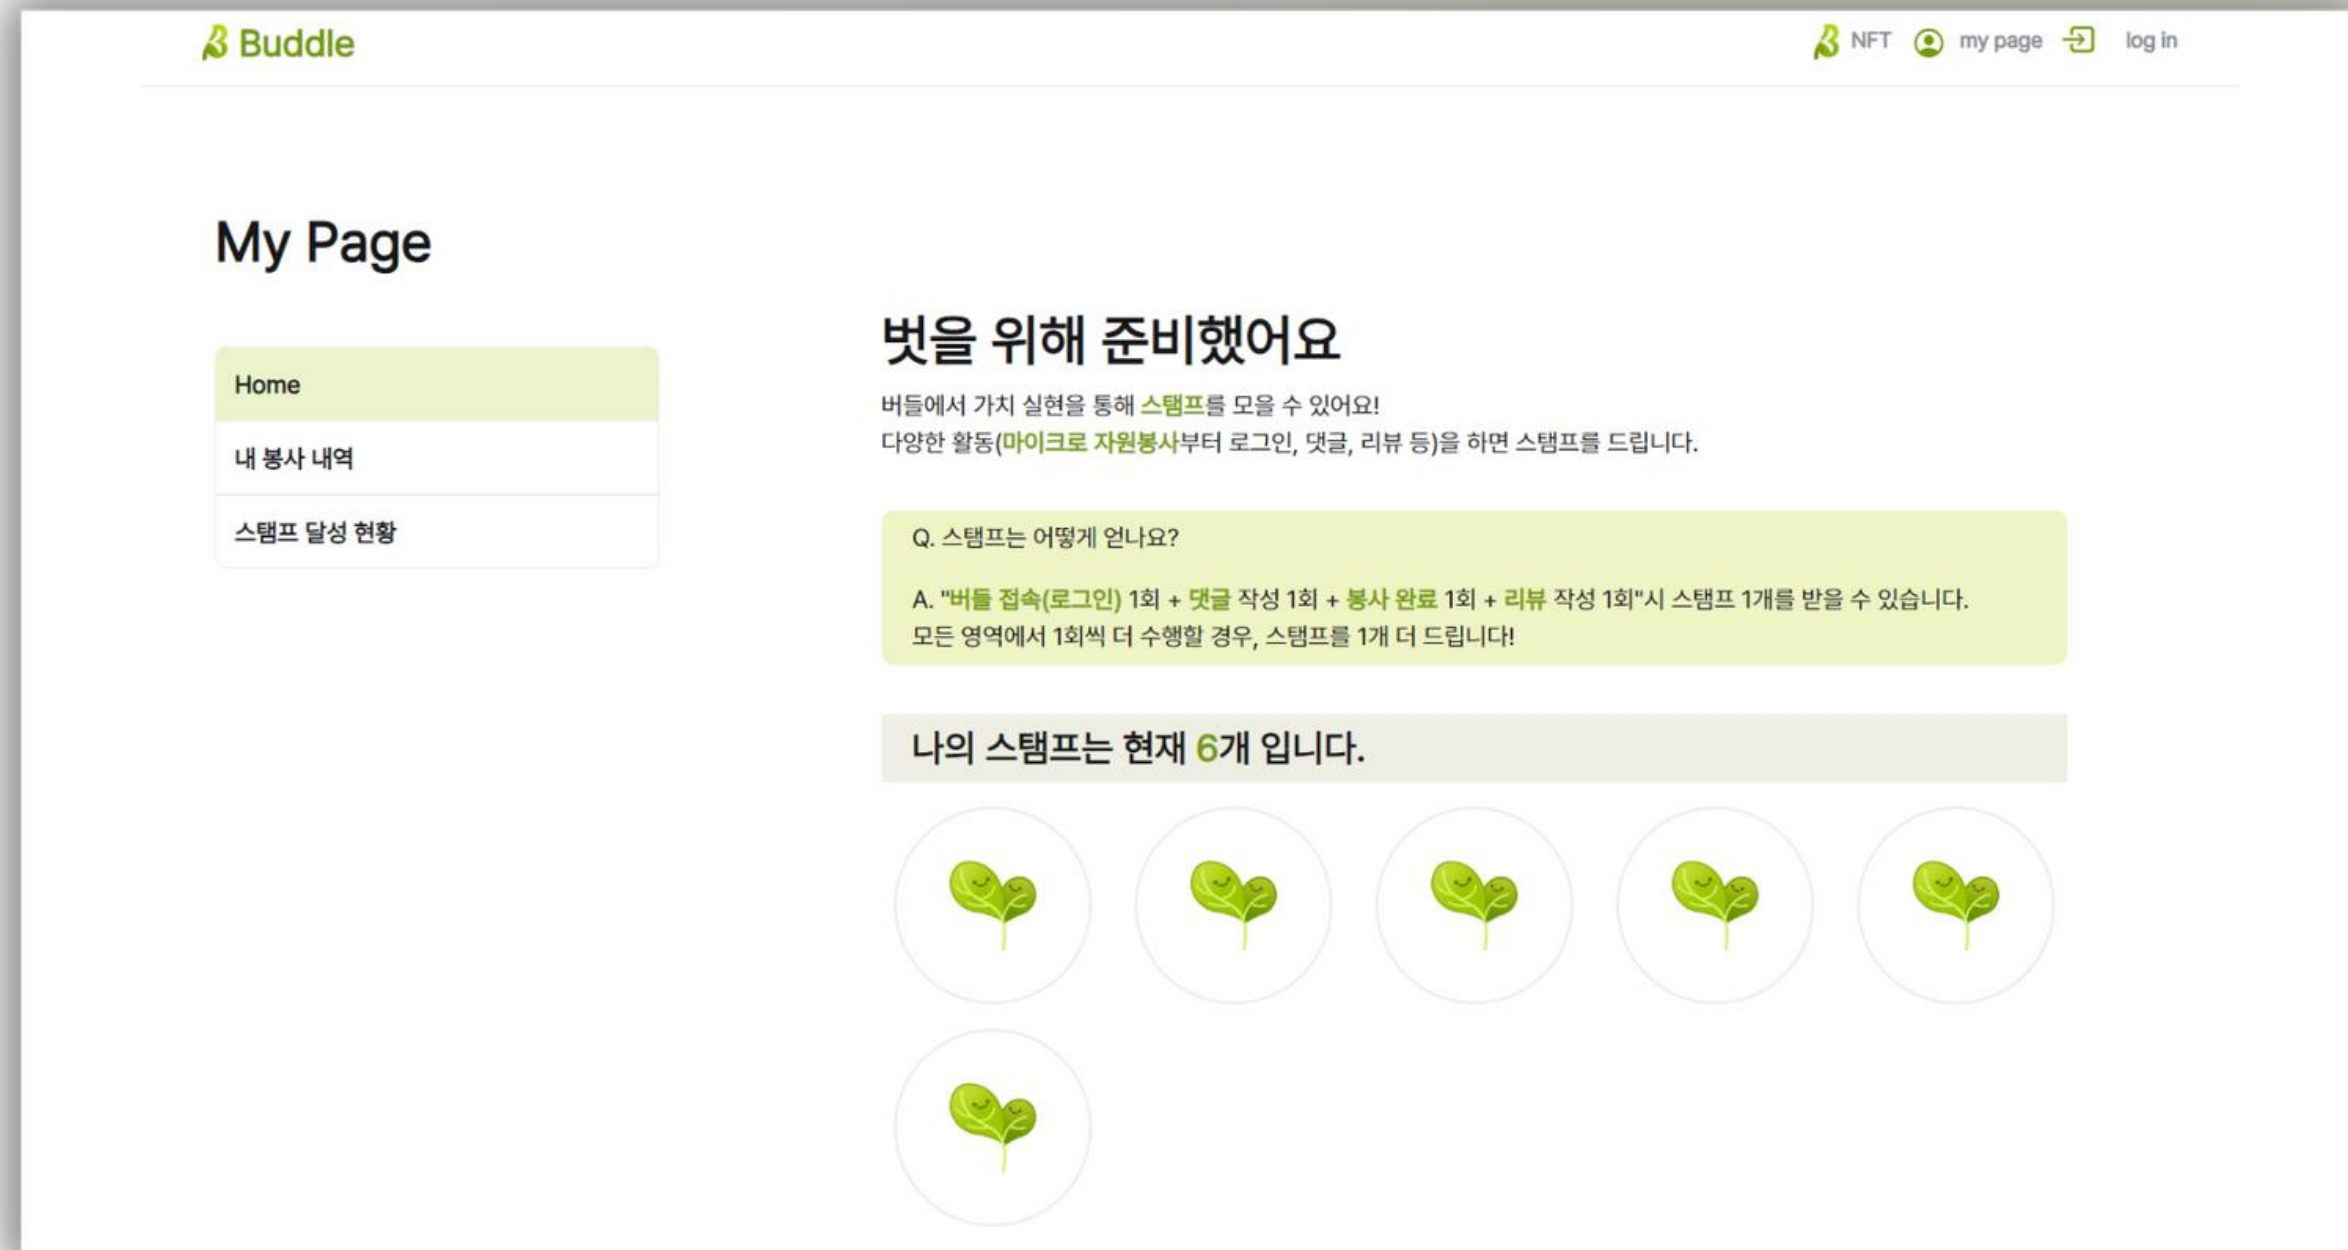 Buddle
NFT my page log in
My Page
Home
내 봉사 내역
스탬프 달성 현황
벗을 위해 준비했어요
버들에서 가치 실현을 통해 스탬프를 모을 수 있어요!
다양한 활동(마이크로 자원봉사부터 로그인, 댓글, 리뷰 등)을 하면 스탬프를 드립니다.
Q. 스탬프는 어떻게 얻나요?
A. "버들 접속(로그인) 1회 + 댓글 작성 1회 + 봉사 완료 1회 + 리뷰 작성 1회"시 스탬프 1개를 받을 수 있습니다.
모든 영역에서 1회씩 더 수행할 경우, 스탬프를 1개 더 드립니다!
나의 스탬프는 현재 6개 입니다.